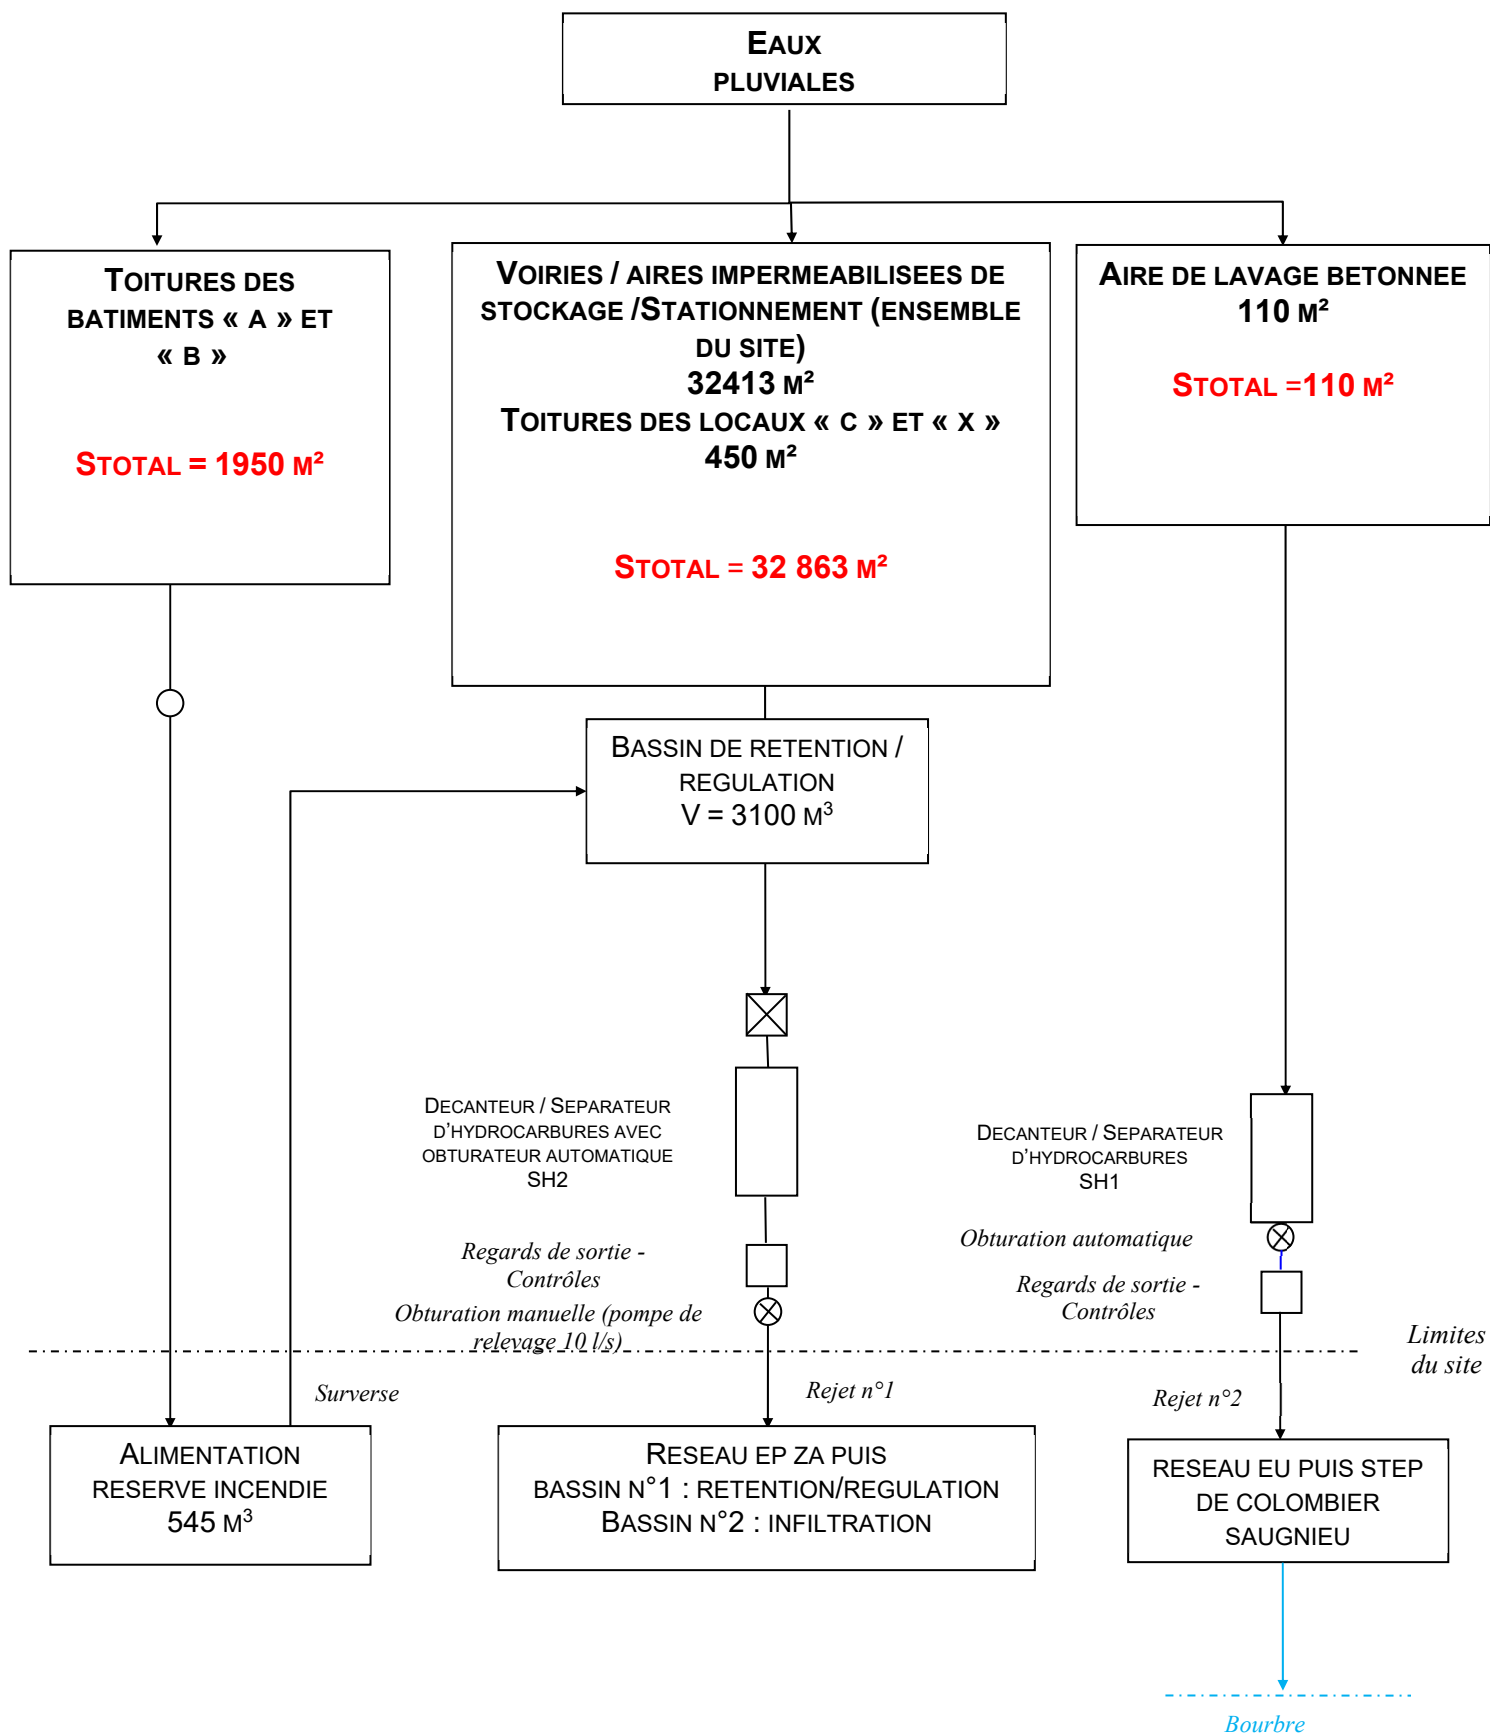 EAUX
PLUVIALES
TOITURES DES
BATIMENTS « A » ET
« B »
STOTAL = 1950 M²
VOIRIES / AIRES IMPERMEABILISEES DE
STOCKAGE /STATIONNEMENT (ENSEMBLE
DU SITE)
32413 M²
TOITURES DES LOCAUX « C » ET « X »
450 M²
STOTAL = 32 863 M²
AIRE DE LAVAGE BETONNEE
110 M²
STOTAL =110 M²
BASSIN DE RETENTION /
REGULATION
V = 3100 M³
DECANTEUR / SEPARATEUR
D'HYDROCARBURES AVEC
OBTURATEUR AUTOMATIQUE
SH2
DECANTEUR / SEPARATEUR
D'HYDROCARBURES
SH1
Regards de sortie -
Contrôles
Obturation manuelle (pompe de
relevage 10 l/s)
Obturation automatique
Regards de sortie -
Contrôles
Limites
du site
Surverse
Rejet n°1
Rejet n°2
ALIMENTATION
RESERVE INCENDIE
545 M³
RESEAU EP ZA PUIS
BASSIN N°1 : RETENTION/REGULATION
BASSIN N°2 : INFILTRATION
RESEAU EU PUIS STEP
DE COLOMBIER
SAUGNIEU
Bourbre